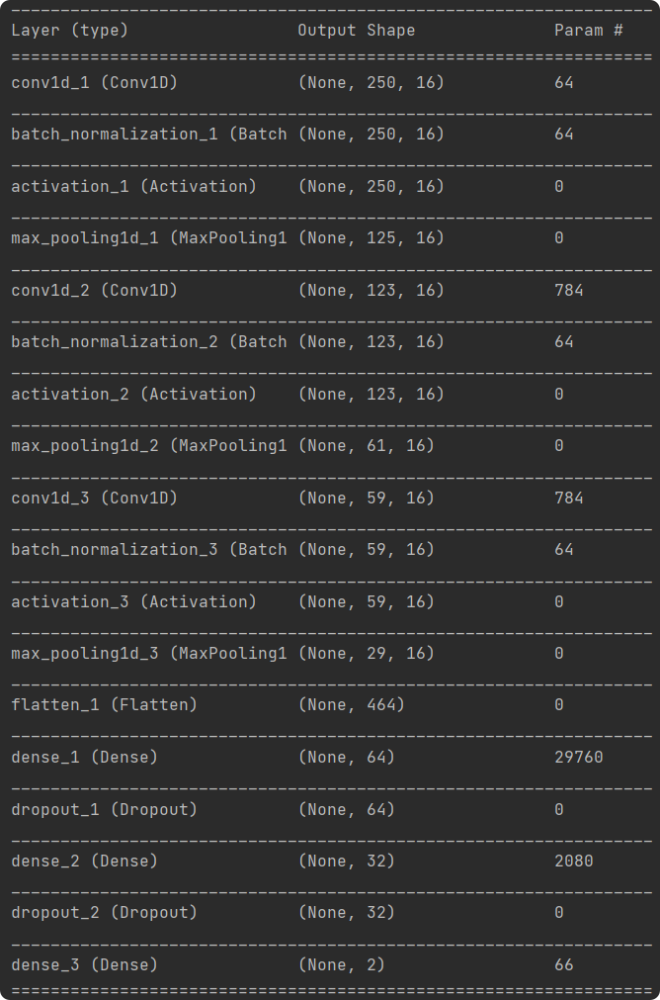 _________________________________________________________________
Layer (type)                 Output Shape              Param #
=================================================================
conv1d_1 (Conv1D)            (None, 250, 16)           64
_________________________________________________________________
batch_normalization_1 (Batch (None, 250, 16)           64
_________________________________________________________________
activation_1 (Activation)    (None, 250, 16)           0
_________________________________________________________________
max_pooling1d_1 (MaxPooling1 (None, 125, 16)           0
_________________________________________________________________
conv1d_2 (Conv1D)            (None, 123, 16)           784
_________________________________________________________________
batch_normalization_2 (Batch (None, 123, 16)           64
_________________________________________________________________
activation_2 (Activation)    (None, 123, 16)           0
_________________________________________________________________
max_pooling1d_2 (MaxPooling1 (None, 61, 16)            0
_________________________________________________________________
conv1d_3 (Conv1D)            (None, 59, 16)            784
_________________________________________________________________
batch_normalization_3 (Batch (None, 59, 16)            64
_________________________________________________________________
activation_3 (Activation)    (None, 59, 16)            0
_________________________________________________________________
max_pooling1d_3 (MaxPooling1 (None, 29, 16)            0
_________________________________________________________________
flatten_1 (Flatten)          (None, 464)               0
_________________________________________________________________
dense_1 (Dense)              (None, 64)                29760
_________________________________________________________________
dropout_1 (Dropout)          (None, 64)                0
_________________________________________________________________
dense_2 (Dense)              (None, 32)                2080
_________________________________________________________________
dropout_2 (Dropout)          (None, 32)                0
_________________________________________________________________
dense_3 (Dense)              (None, 2)                 66
=================================================================